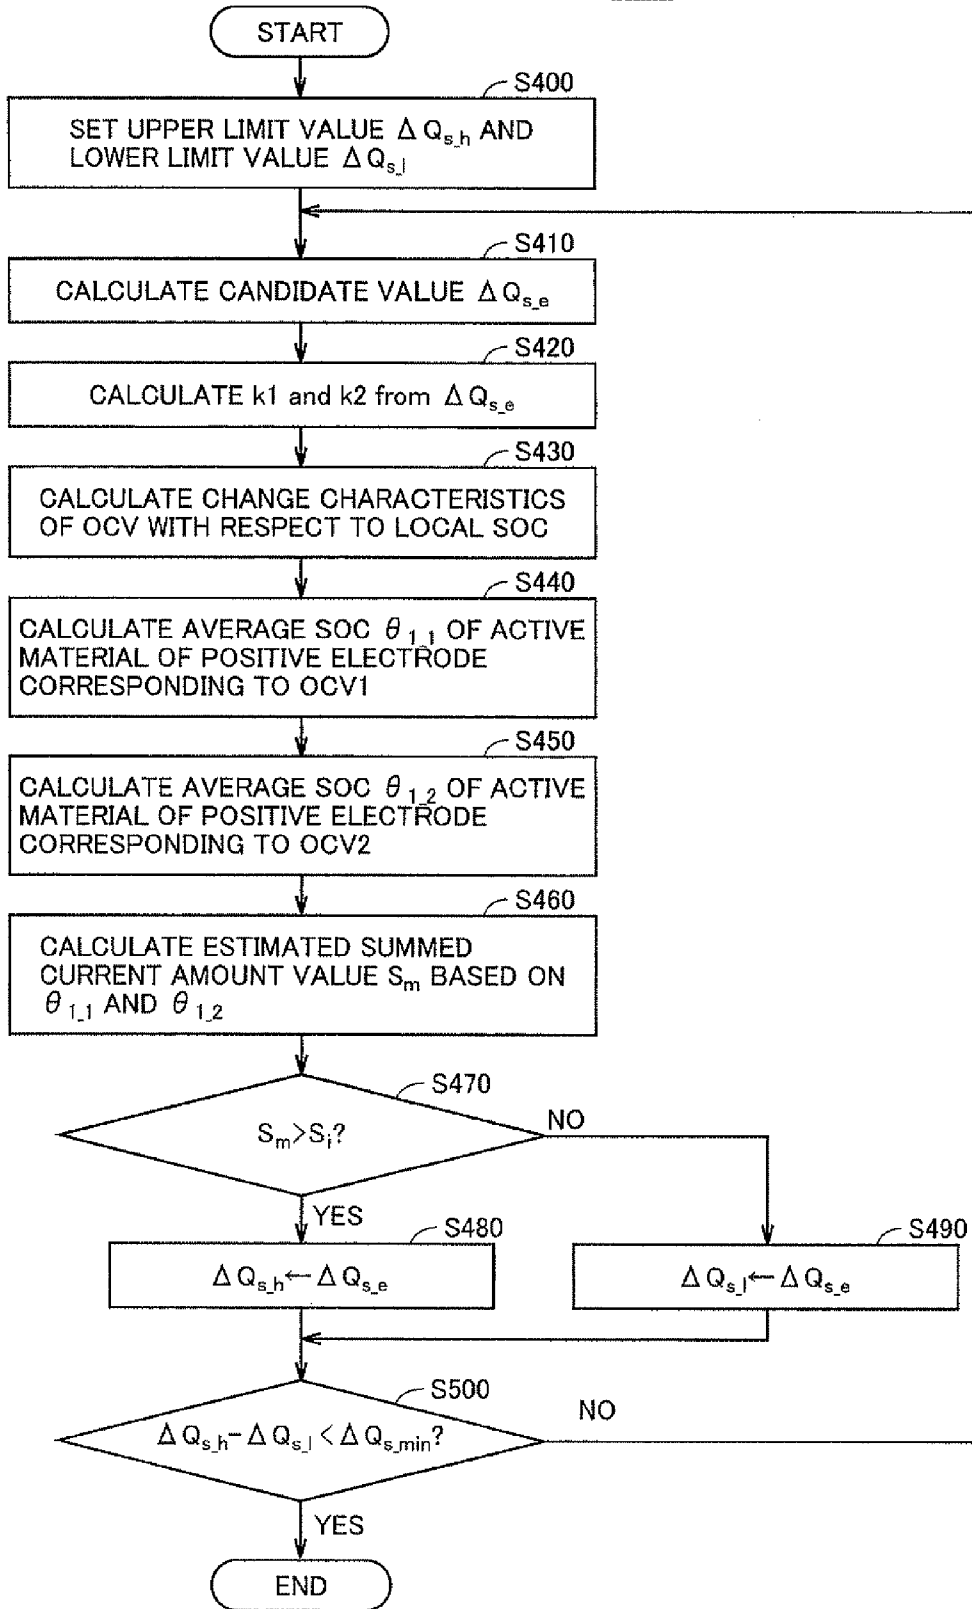 START
S400
SET UPPER LIMIT VALUE ΔQs_h AND
LOWER LIMIT VALUE ΔQs_l
S410
CALCULATE CANDIDATE VALUE ΔQs_e
S420
CALCULATE k1 and k2 from ΔQs_e
S430
CALCULATE CHANGE CHARACTERISTICS
OF OCV WITH RESPECT TO LOCAL SOC
S440
CALCULATE AVERAGE SOC θ1_1 OF ACTIVE
MATERIAL OF POSITIVE ELECTRODE
CORRESPONDING TO OCV1
S450
CALCULATE AVERAGE SOC θ1_2 OF ACTIVE
MATERIAL OF POSITIVE ELECTRODE
CORRESPONDING TO OCV2
S460
CALCULATE ESTIMATED SUMMED
CURRENT AMOUNT VALUE Sm BASED ON
θ1_1 AND θ1_2
S470
Sm>Si?
NO
YES
S480
ΔQs_h←ΔQs_e
S490
ΔQs_l←ΔQs_e
S500
ΔQs_h-ΔQs_l<ΔQs_min?
NO
YES
END